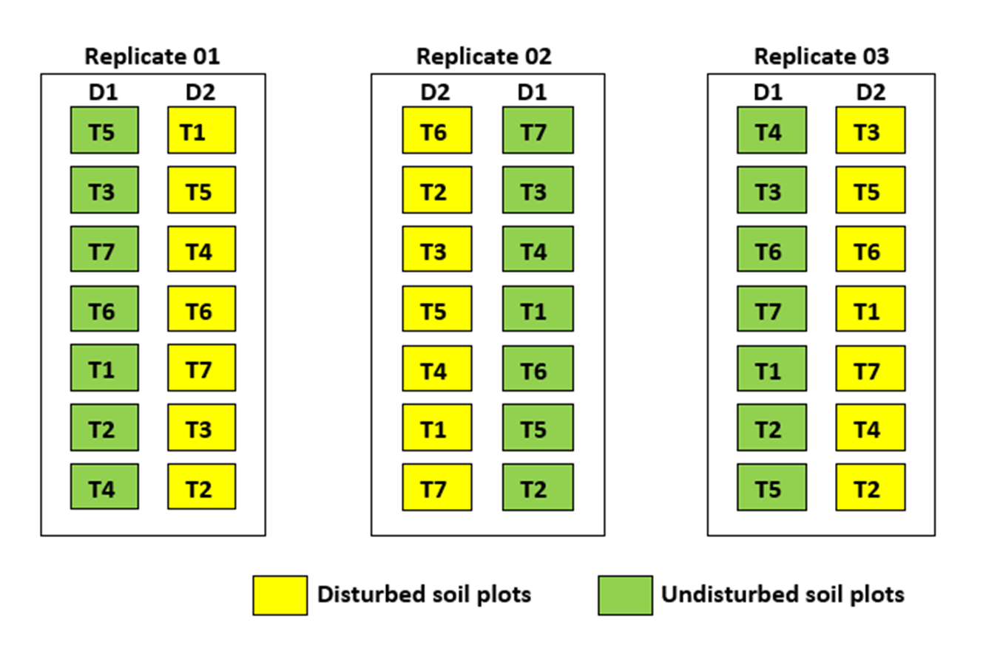 Replicate 01 Replicate 02 Replicate 03
D1 D2 D2 D1 D1 D2
T5 T1 T6 T7 T4 T3
T3 T5 T2 T3 T3 T5
T7 T4 T3 T4 T6 T6
T6 T6 T5 T1 T7 T1
T1 T7 T4 T6 T1 T7
T2 T3 T1 T5 T2 T4
T4 T2 T7 T2 T5 T2
Disturbed soil plots Undisturbed soil plots